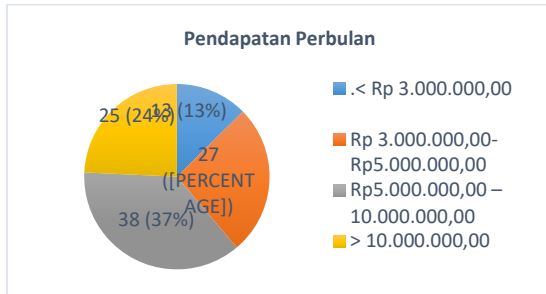 Pendapatan Perbulan
25 (24%)
13 (13%)
27
([PERCENT
AGE])
38 (37%)
.< Rp 3.000.000,00
Rp 3.000.000,00-
Rp5.000.000,00
Rp5.000.000,00 –
10.000.000,00
> 10.000.000,00